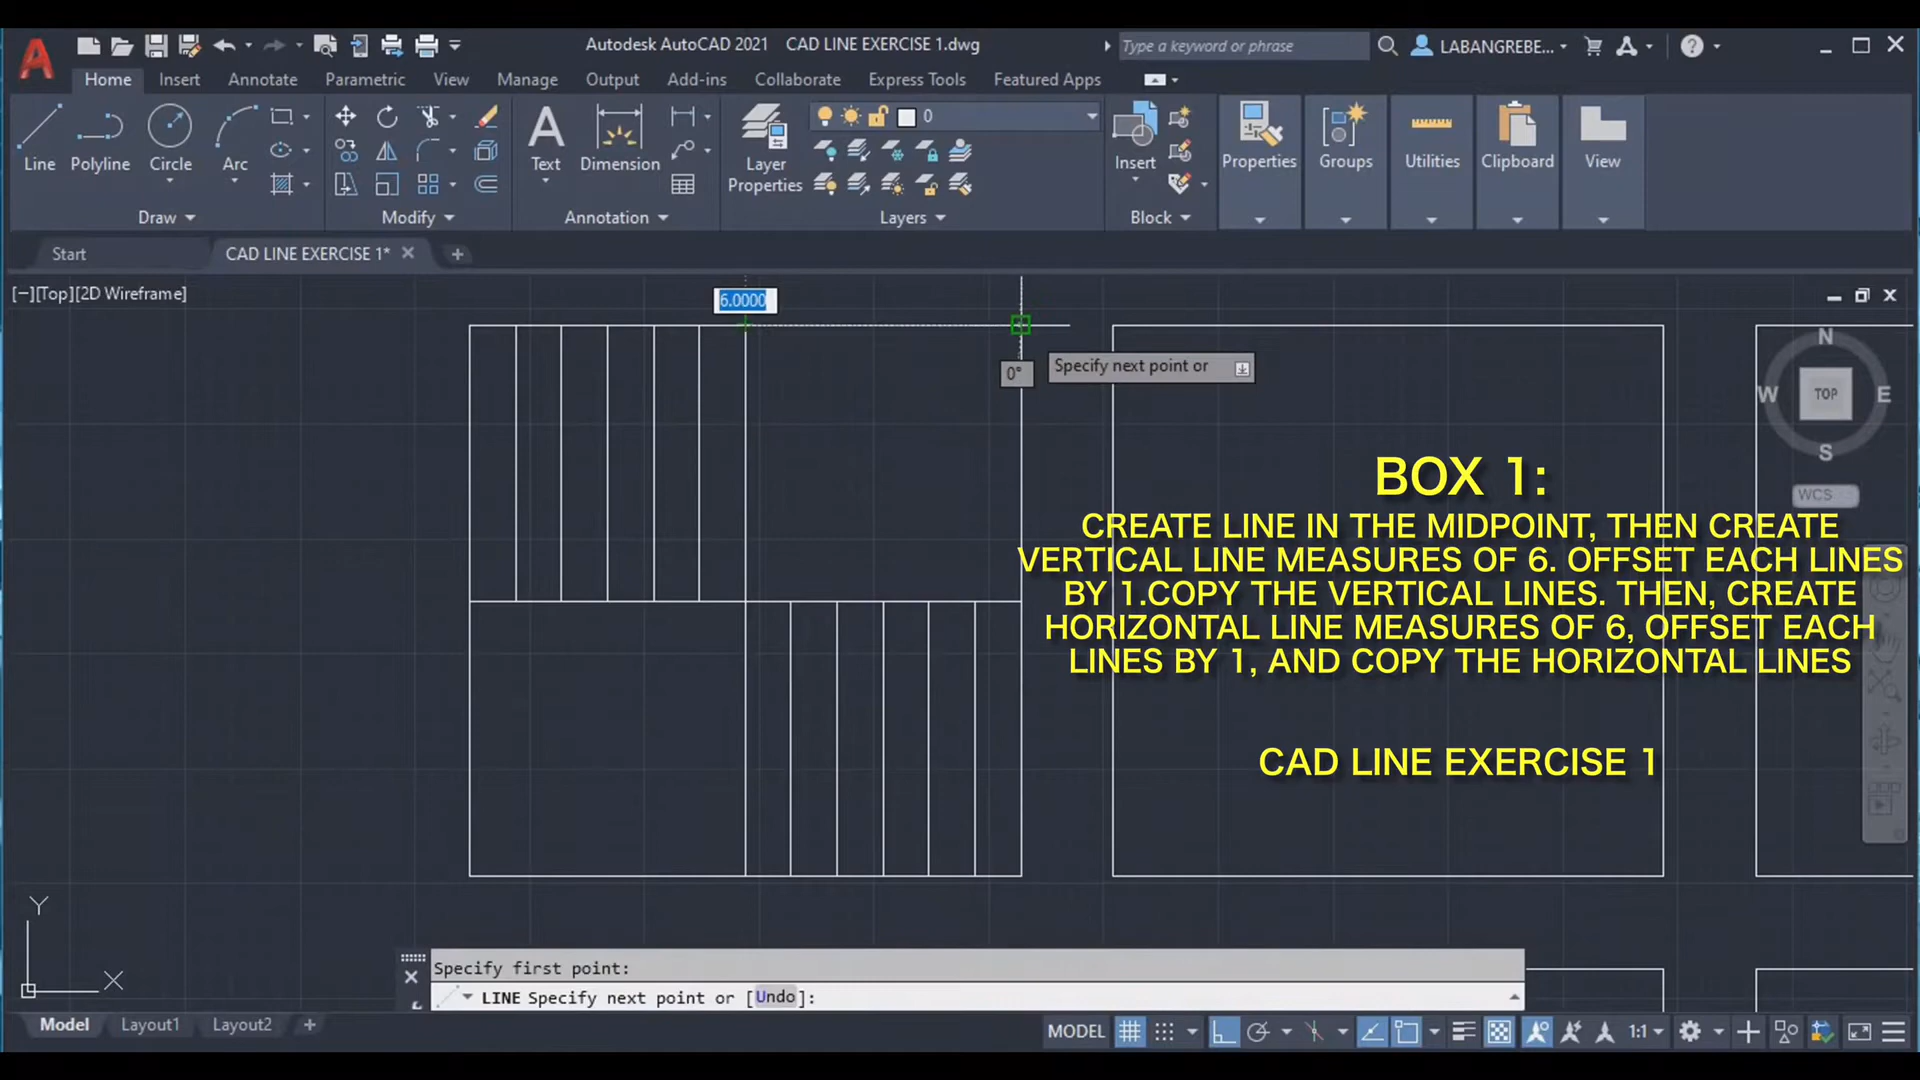 Autodesk AutoCAD 2021 CAD LINE EXERCISE 1.dwg
Type a keyword or phrase
LABANGREBE...
Home Insert Annotate Parametric View Manage Output Add-ins Collaborate Express Tools Featured Apps
0
Line Polyline Circle Arc
Text Dimension
Layer Properties
Insert
Properties Groups Utilities Clipboard View
Draw Modify Annotation Layers Block
Start CAD LINE EXERCISE 1*
[−][Top][2D Wireframe]
6.0000
0°
Specify next point or
N
W TOP E
S
WCS
BOX 1:
CREATE LINE IN THE MIDPOINT, THEN CREATE
VERTICAL LINE MEASURES OF 6. OFFSET EACH LINES
BY 1.COPY THE VERTICAL LINES. THEN, CREATE
HORIZONTAL LINE MEASURES OF 6, OFFSET EACH
LINES BY 1, AND COPY THE HORIZONTAL LINES
CAD LINE EXERCISE 1
Y
X
Specify first point:
LINE Specify next point or [Undo]:
Model Layout1 Layout2
MODEL 1:1